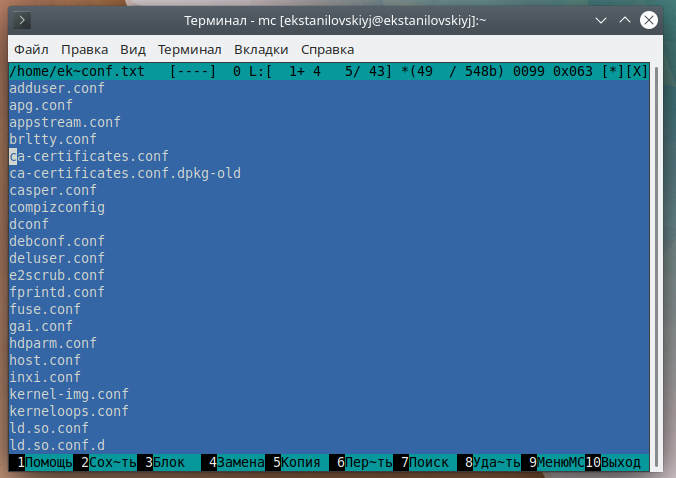 Терминал - mc [ekstanilovskiyj@ekstanilovskiyj]:~
Файл Правка Вид Терминал Вкладки Справка
/home/ek~conf.txt [----] 0 L:[ 1+ 4 5/ 43] *(49 / 548b) 0099 0x063 [*][X]
adduser.conf
apg.conf
appstream.conf
brltty.conf
ca-certificates.conf
ca-certificates.conf.dpkg-old
casper.conf
compizconfig
dconf
debconf.conf
deluser.conf
e2scrub.conf
fprintd.conf
fuse.conf
gai.conf
hdparm.conf
host.conf
inxi.conf
kernel-img.conf
kerneloops.conf
ld.so.conf
ld.so.conf.d
1Помощь 2Сох~ть 3Блок 4Замена 5Копия 6Пер~ть 7Поиск 8Уда~ть 9МенюMC 10Выход